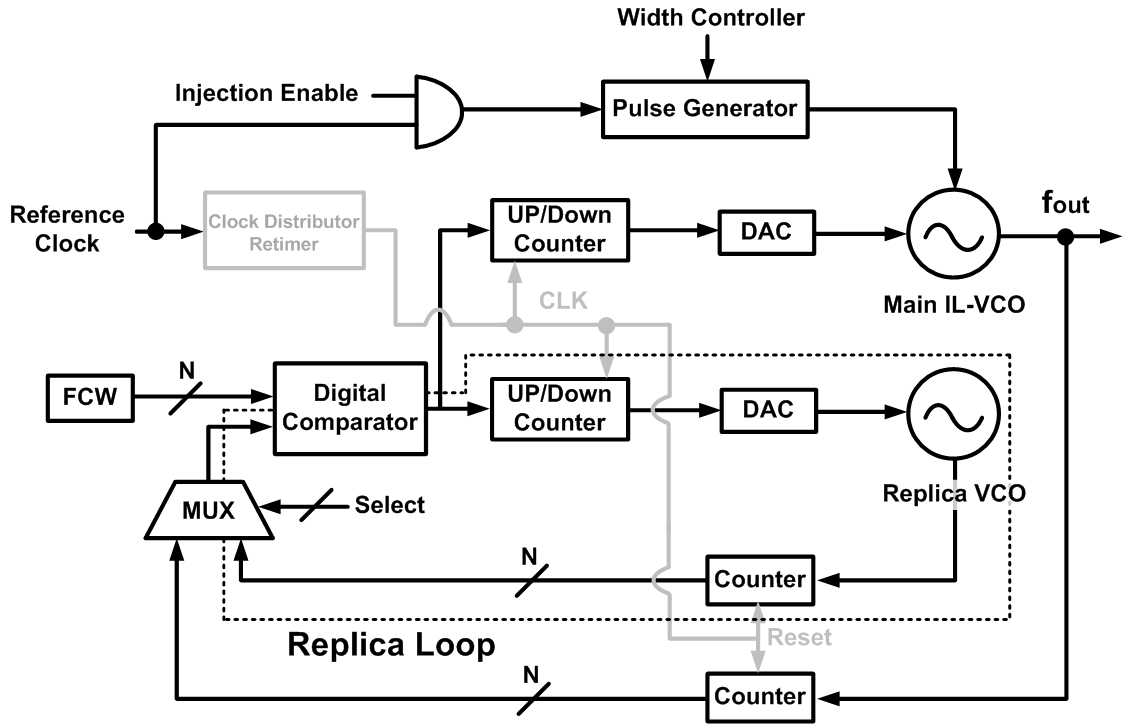 Width Controller
Injection Enable
Pulse Generator
Reference
Clock
Clock Distributor
Retimer
UP/Down
Counter
DAC
fout
Main IL-VCO
CLK
FCW
N
Digital
Comparator
UP/Down
Counter
DAC
Replica VCO
MUX
Select
N
Counter
Replica Loop
Reset
N
Counter